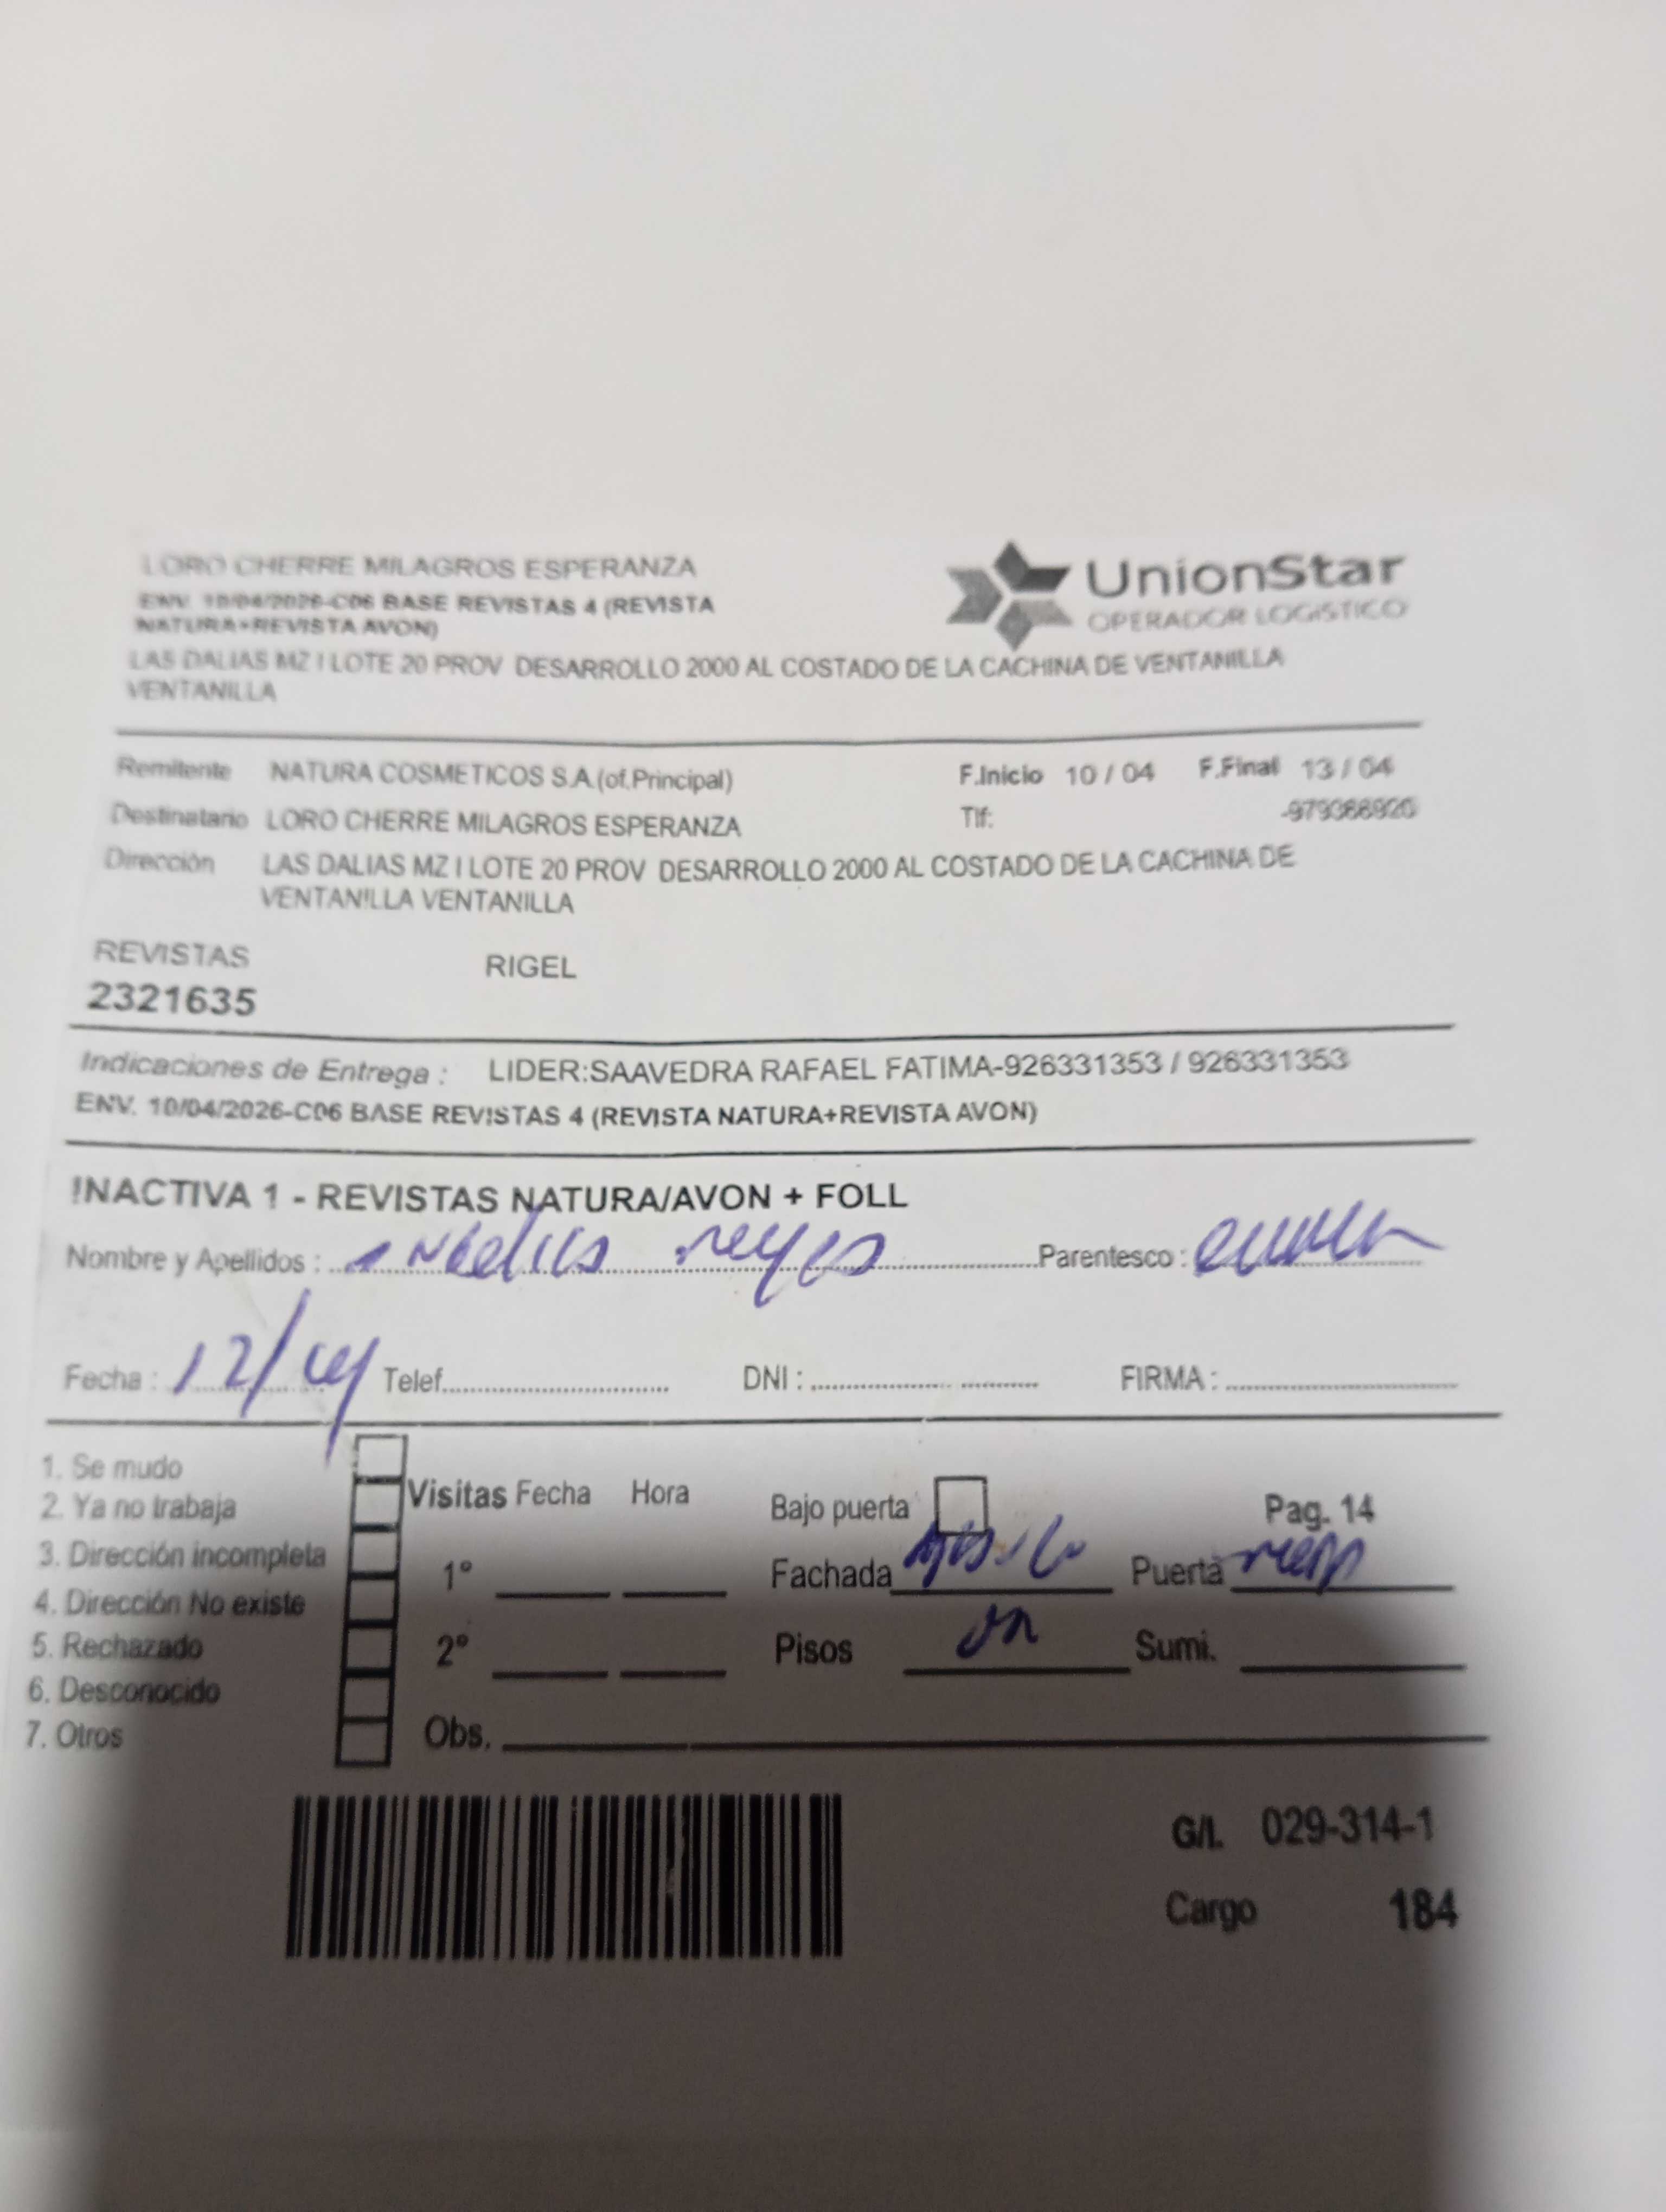 LORO CHERRE MILAGROS ESPERANZA
ENV. 10/04/2026-C06 BASE REVISTAS 4 (REVISTA
NATURA+REVISTA AVON)
LAS DALIAS MZ I LOTE 20 PROV DESARROLLO 2000 AL COSTADO DE LA CACHINA DE VENTANILLA
VENTANILLA
UnionStar
OPERADOR LOGíSTICO
Remitente NATURA COSMETICOS S.A.(of.Principal) F.Inicio 10 / 04 F.Final 13 / 04
Destinatario LORO CHERRE MILAGROS ESPERANZA Tlf:
Dirección LAS DALIAS MZ I LOTE 20 PROV DESARROLLO 2000 AL COSTADO DE LA CACHINA DE
VENTANILLA VENTANILLA
REVISTAS RIGEL
2321635
Indicaciones de Entrega : LIDER:SAAVEDRA RAFAEL FATIMA-926331353 / 926331353
ENV. 10/04/2026-C06 BASE REVISTAS 4 (REVISTA NATURA+REVISTA AVON)
INACTIVA 1 - REVISTAS NATURA/AVON + FOLL
Nombre y Apellidos : reyes Parentesco :
Fecha : 12/04 Telef. DNI : FIRMA :
1. Se mudo
2. Ya no trabaja
3. Dirección incompleta
4. Dirección No existe
5. Rechazado
6. Desconocido
7. Otros
Visitas Fecha Hora
1°
2°
Obs.
Bajo puerta Pag. 14
Fachada Puerta
Pisos Sumi.
G/I. 029-314-1
Cargo 184